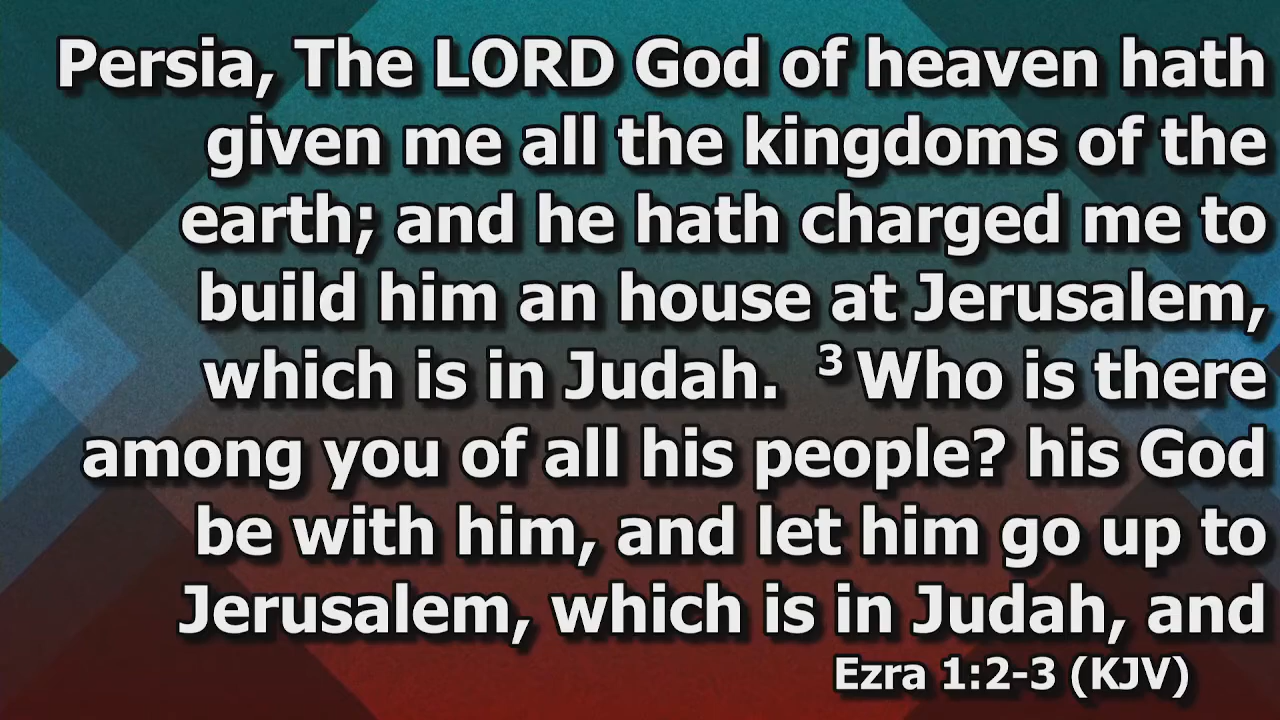 Persia, The LORD God of heaven hath
given me all the kingdoms of the
earth; and he hath charged me to
build him an house at Jerusalem,
which is in Judah. ³ Who is there
among you of all his people? his God
be with him, and let him go up to
Jerusalem, which is in Judah, and
Ezra 1:2-3 (KJV)